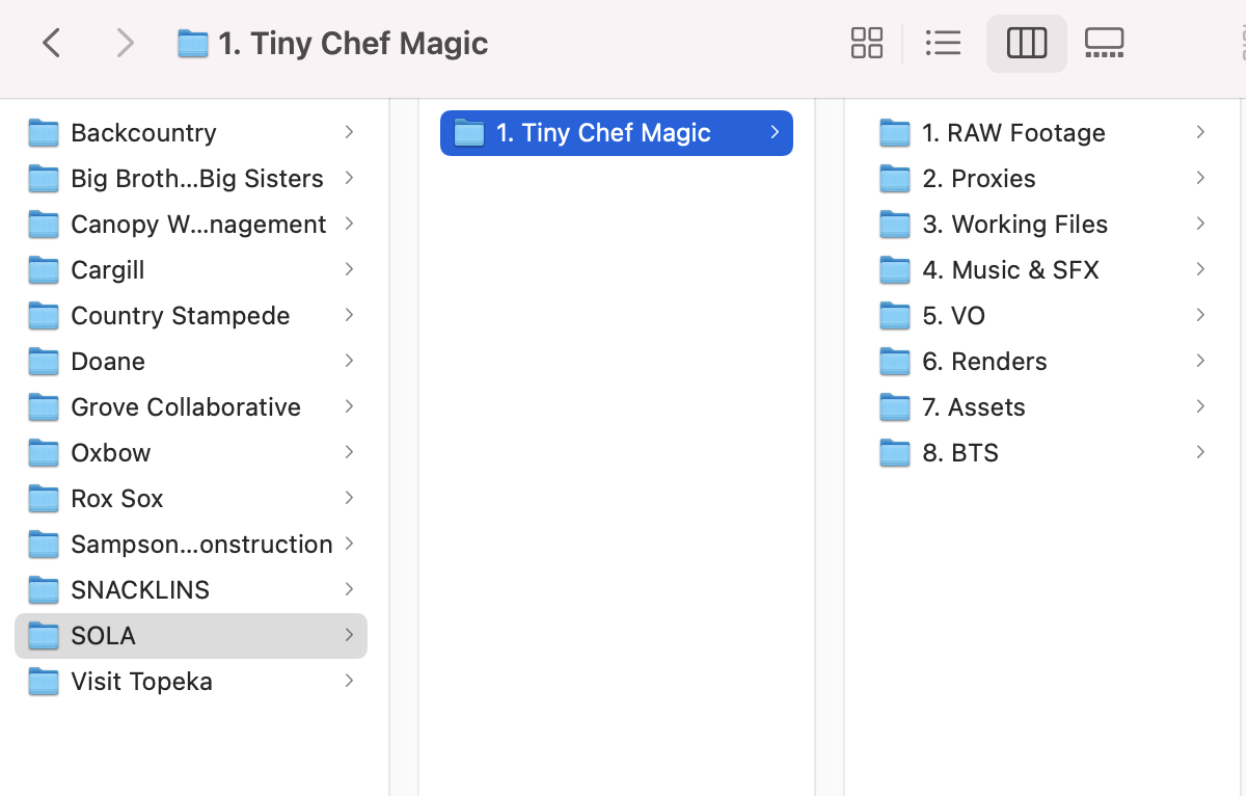 1. Tiny Chef Magic
Backcountry
Big Broth...Big Sisters
Canopy W...nagement
Cargill
Country Stampede
Doane
Grove Collaborative
Oxbow
Rox Sox
Sampson...onstruction
SNACKLINS
SOLA
Visit Topeka
1. Tiny Chef Magic
1. RAW Footage
2. Proxies
3. Working Files
4. Music & SFX
5. VO
6. Renders
7. Assets
8. BTS